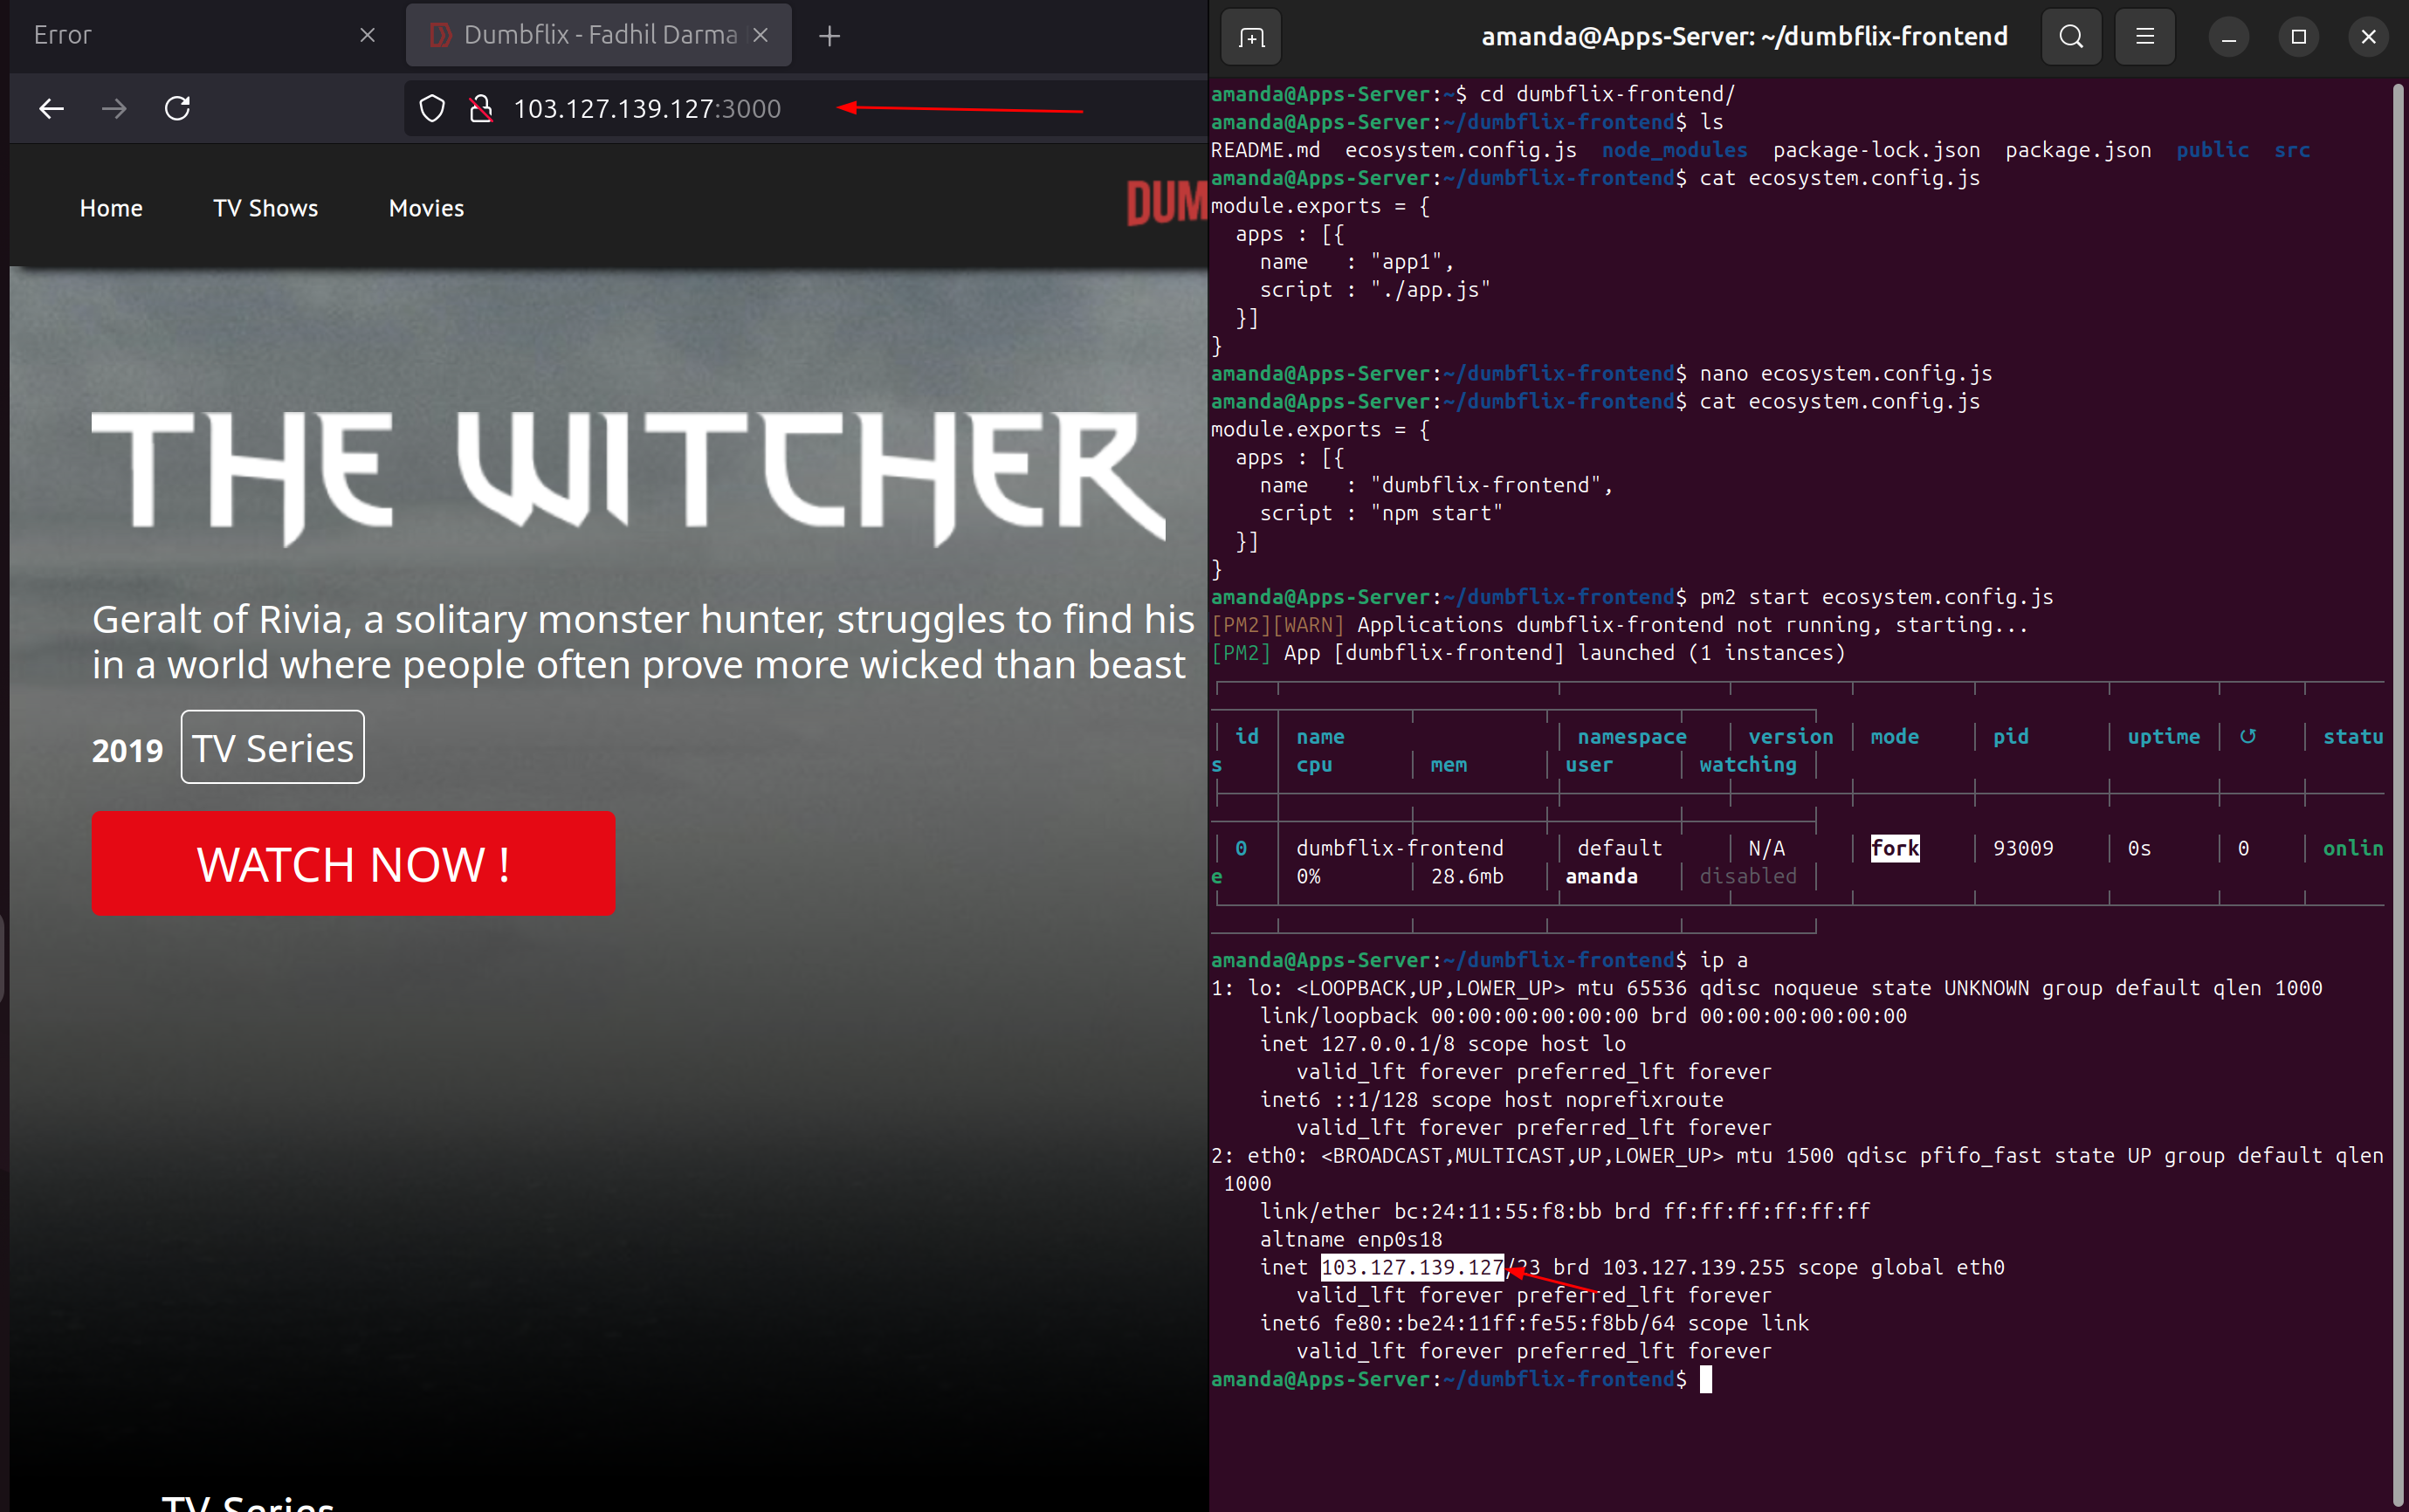 Error
Dumbflix - Fadhil Darma
103.127.139.127:3000
Home TV Shows Movies
DUM
THE WITCHER
Geralt of Rivia, a solitary monster hunter, struggles to find his
in a world where people often prove more wicked than beast
2019 TV Series
WATCH NOW !
TV Series
amanda@Apps-Server: ~/dumbflix-frontend
amanda@Apps-Server:~$ cd dumbflix-frontend/
amanda@Apps-Server:~/dumbflix-frontend$ ls
README.md ecosystem.config.js node_modules package-lock.json package.json public src
amanda@Apps-Server:~/dumbflix-frontend$ cat ecosystem.config.js
module.exports = {
apps : [{
name : "app1",
script : "./app.js"
}]
}
amanda@Apps-Server:~/dumbflix-frontend$ nano ecosystem.config.js
amanda@Apps-Server:~/dumbflix-frontend$ cat ecosystem.config.js
module.exports = {
apps : [{
name : "dumbflix-frontend",
script : "npm start"
}]
}
amanda@Apps-Server:~/dumbflix-frontend$ pm2 start ecosystem.config.js
[PM2][WARN] Applications dumbflix-frontend not running, starting...
[PM2] App [dumbflix-frontend] launched (1 instances)
id name namespace version mode pid uptime ↺ statu
s cpu mem user watching
0 dumbflix-frontend default N/A fork 93009 0s 0 onlin
e 0% 28.6mb amanda disabled
amanda@Apps-Server:~/dumbflix-frontend$ ip a
1: lo: <LOOPBACK,UP,LOWER_UP> mtu 65536 qdisc noqueue state UNKNOWN group default qlen 1000
link/loopback 00:00:00:00:00:00 brd 00:00:00:00:00:00
inet 127.0.0.1/8 scope host lo
valid_lft forever preferred_lft forever
inet6 ::1/128 scope host noprefixroute
valid_lft forever preferred_lft forever
2: eth0: <BROADCAST,MULTICAST,UP,LOWER_UP> mtu 1500 qdisc pfifo_fast state UP group default qlen
1000
link/ether bc:24:11:55:f8:bb brd ff:ff:ff:ff:ff:ff
altname enp0s18
inet 103.127.139.127/23 brd 103.127.139.255 scope global eth0
valid_lft forever preferred_lft forever
inet6 fe80::be24:11ff:fe55:f8bb/64 scope link
valid_lft forever preferred_lft forever
amanda@Apps-Server:~/dumbflix-frontend$